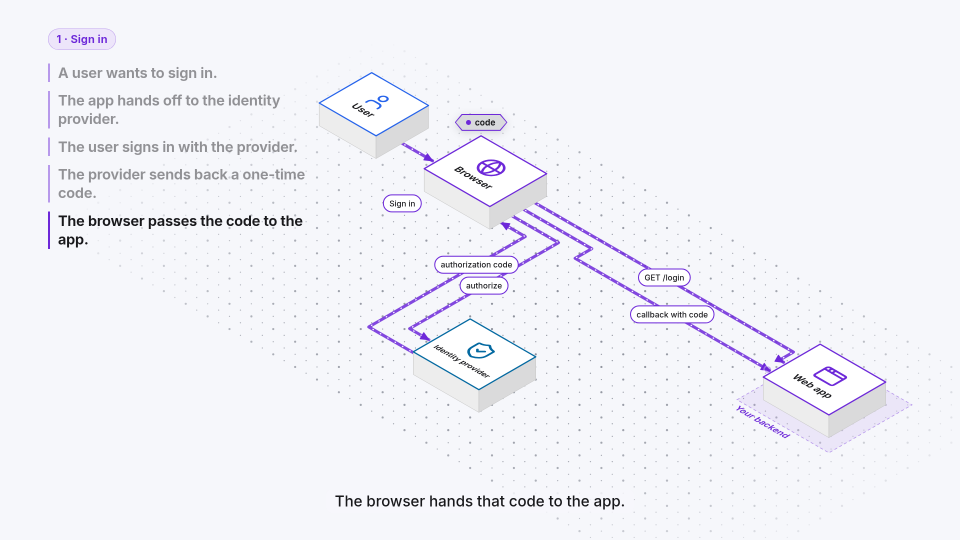 1 · Sign in
A user wants to sign in.
The app hands off to the identity
provider.
The user signs in with the provider.
The provider sends back a one-time
code.
The browser passes the code to the
app.
User
code
Browser
Sign in
authorization code
authorize
GET /login
callback with code
Identity provider
Web app
Your backend
The browser hands that code to the app.